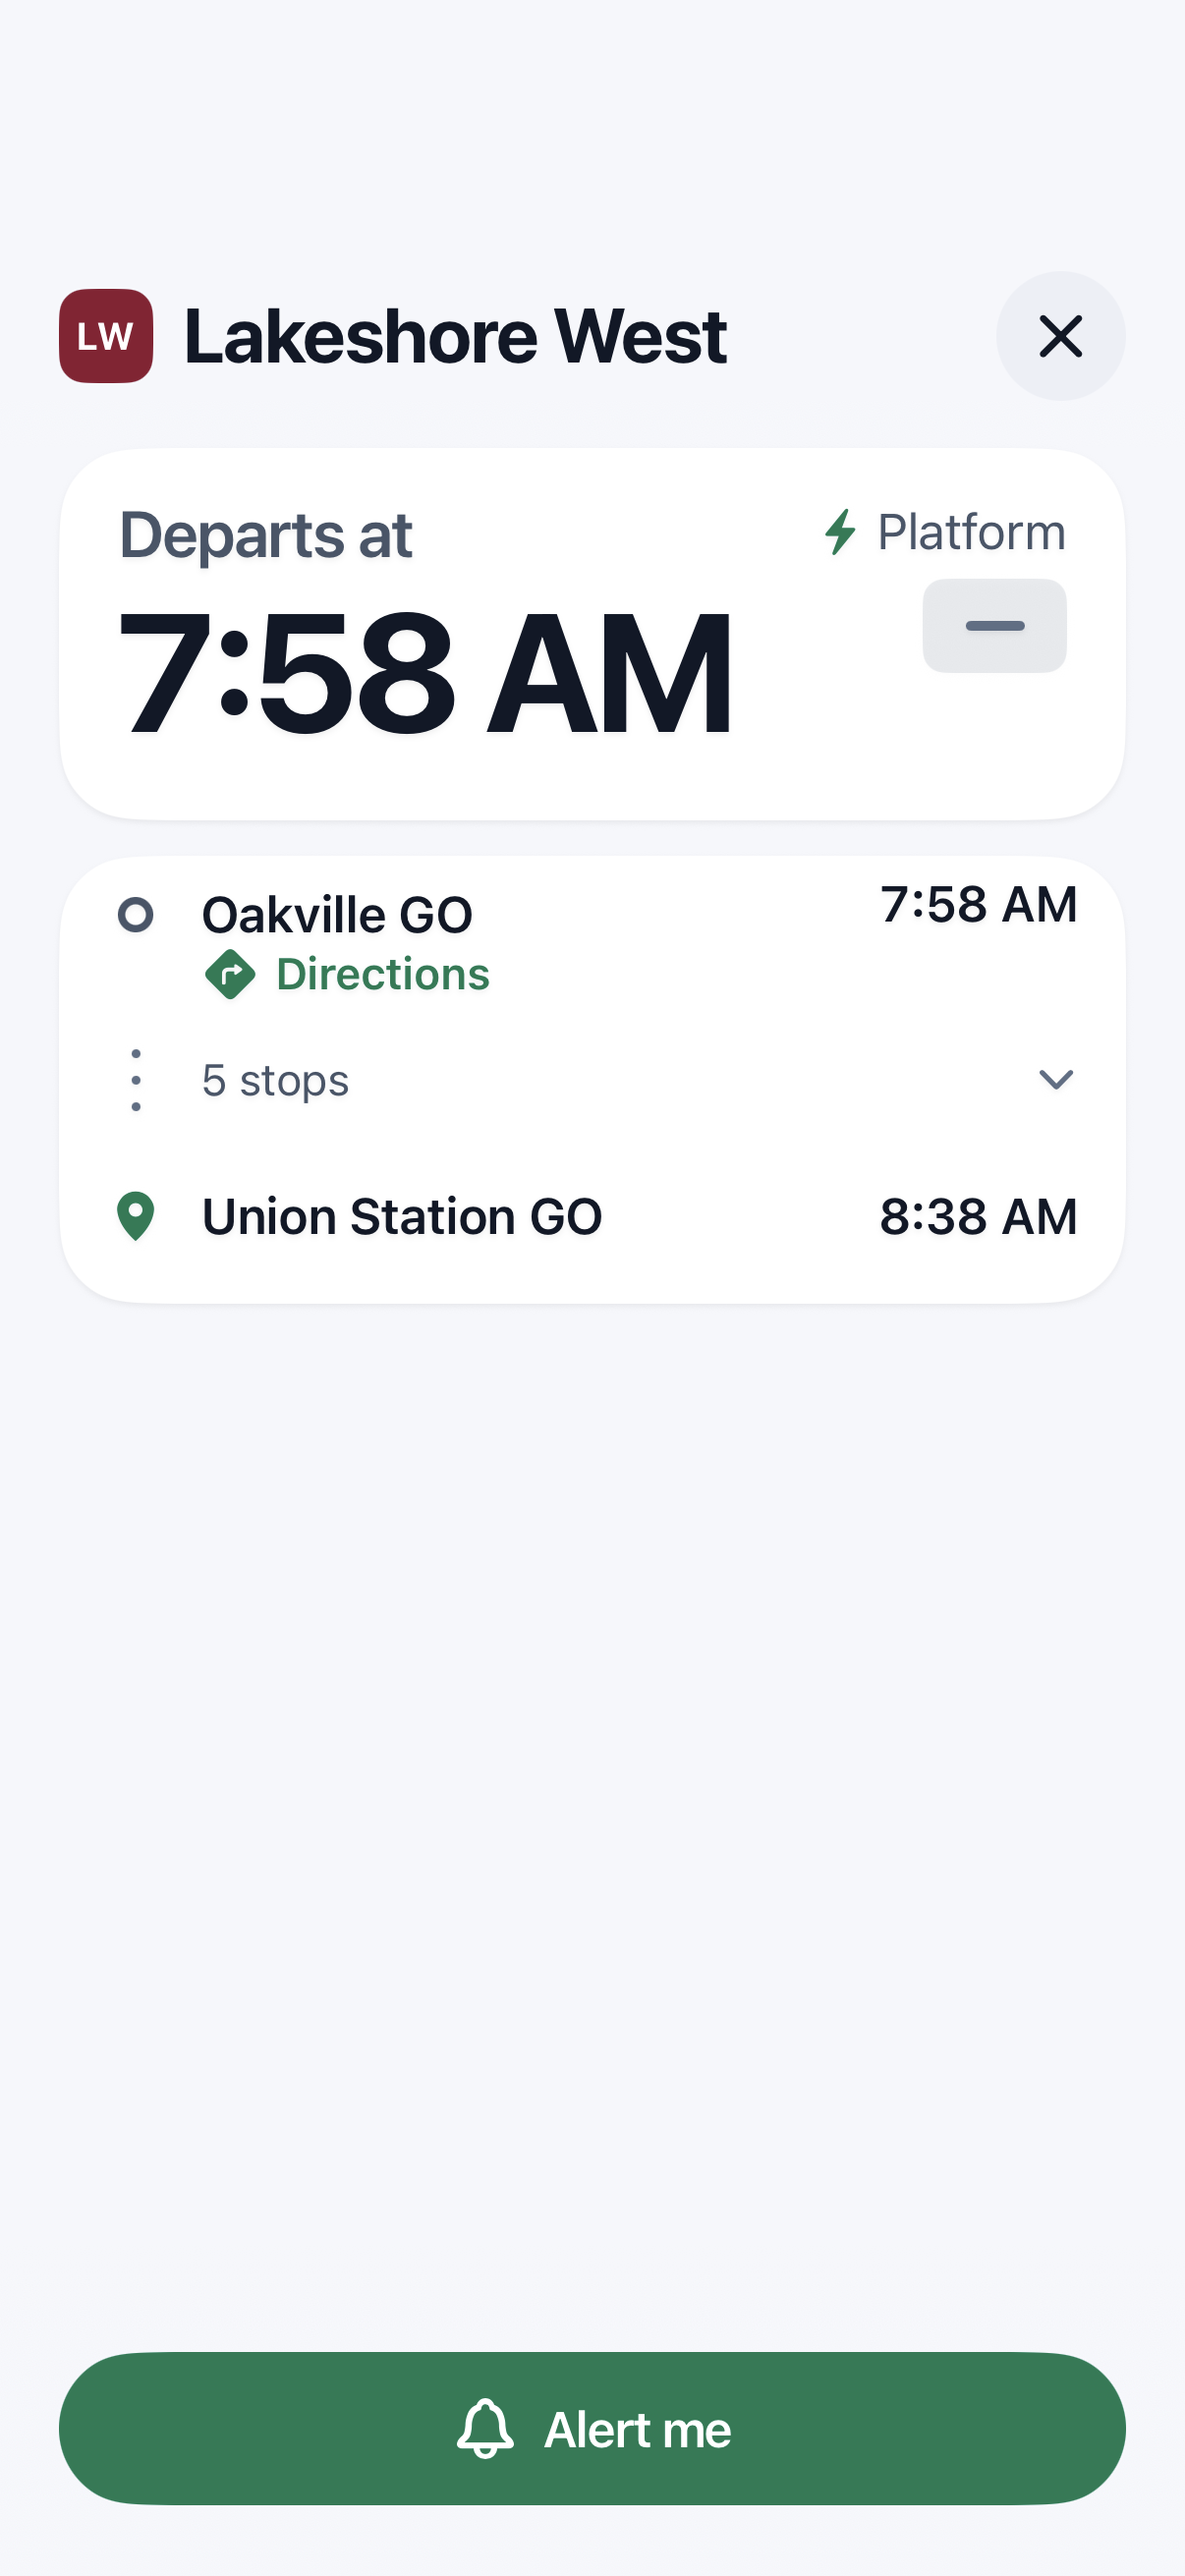 LW Lakeshore West
Departs at
Platform
7:58 AM
—
Oakville GO 7:58 AM
Directions
5 stops
Union Station GO 8:38 AM
Alert me